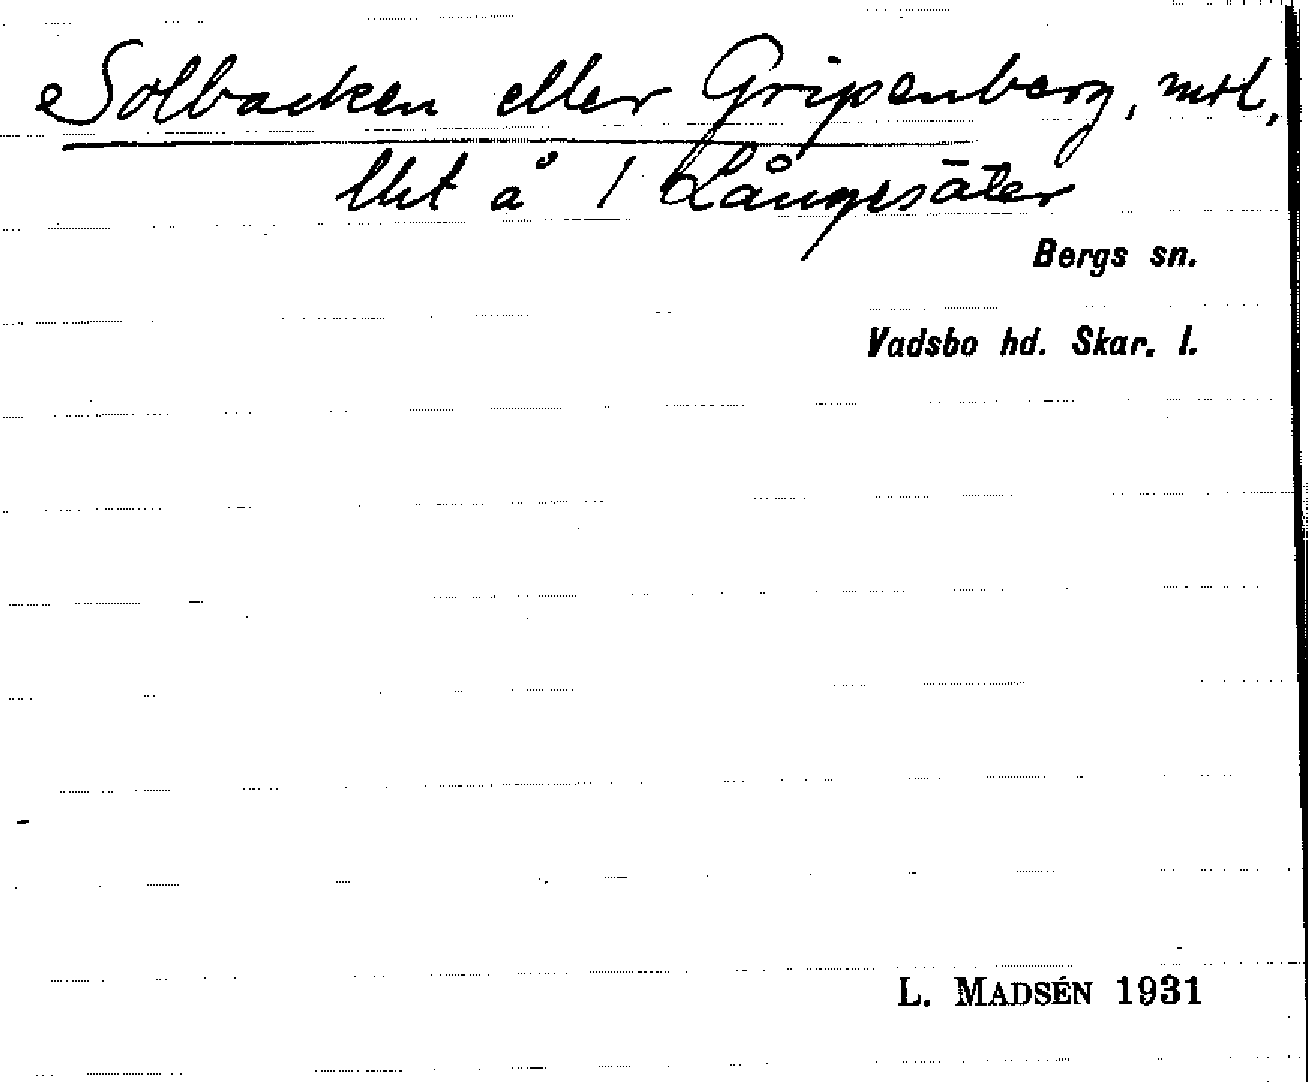 Solbacken eller Gripenberg, mtl,
lht å 1 Långesäter
Bergs sn.
Vadsbo hd. Skar. l.
L. MADSÉN 1931